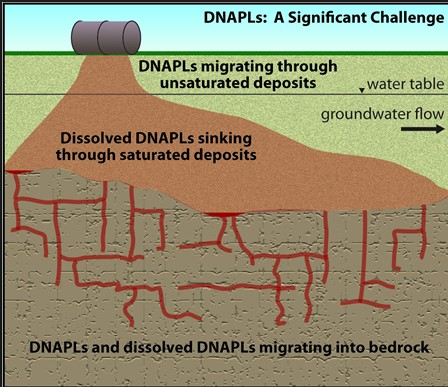 DNAPLs: A Significant Challenge
DNAPLs migrating through
unsaturated deposits
water table
groundwater flow
Dissolved DNAPLs sinking
through saturated deposits
DNAPLs and dissolved DNAPLs migrating into bedrock